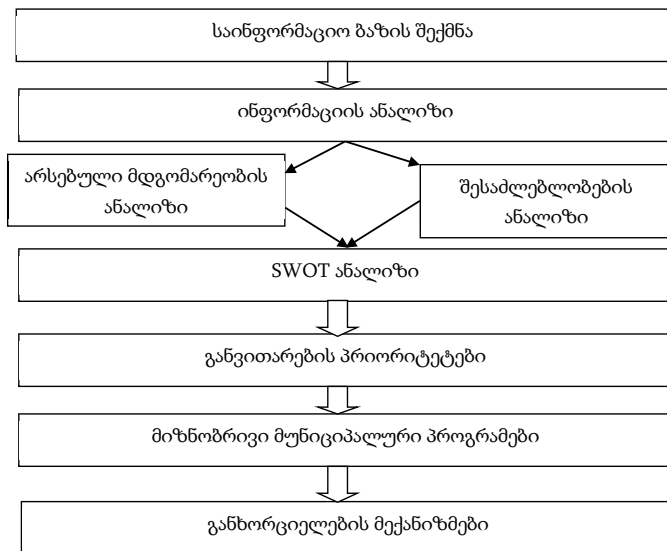 საინფორმაციო ბაზის შექმნა
ინფორმაციის ანალიზი
არსებული მდგომარეობის
ანალიზი
შესაძლებლობების
ანალიზი
SWOT ანალიზი
განვითარების პრიორიტეტები
მიზნობრივი მუნიციპალური პროგრამები
განხორციელების მექანიზმები